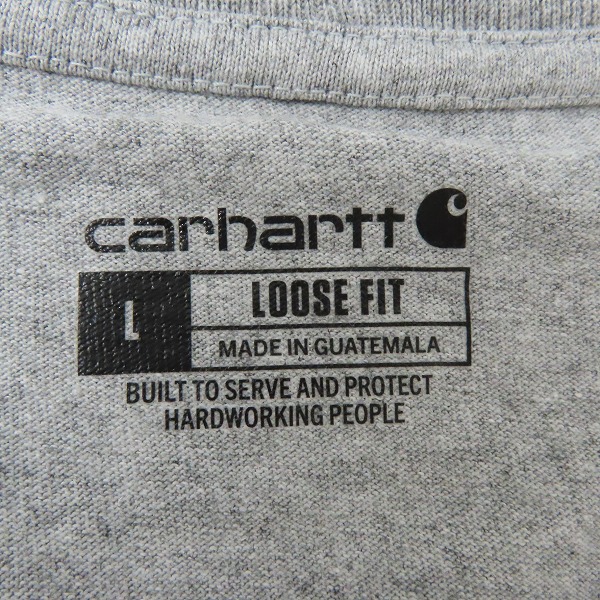 carhartt
L LOOSE FIT
MADE IN GUATEMALA
BUILT TO SERVE AND PROTECT
HARDWORKING PEOPLE